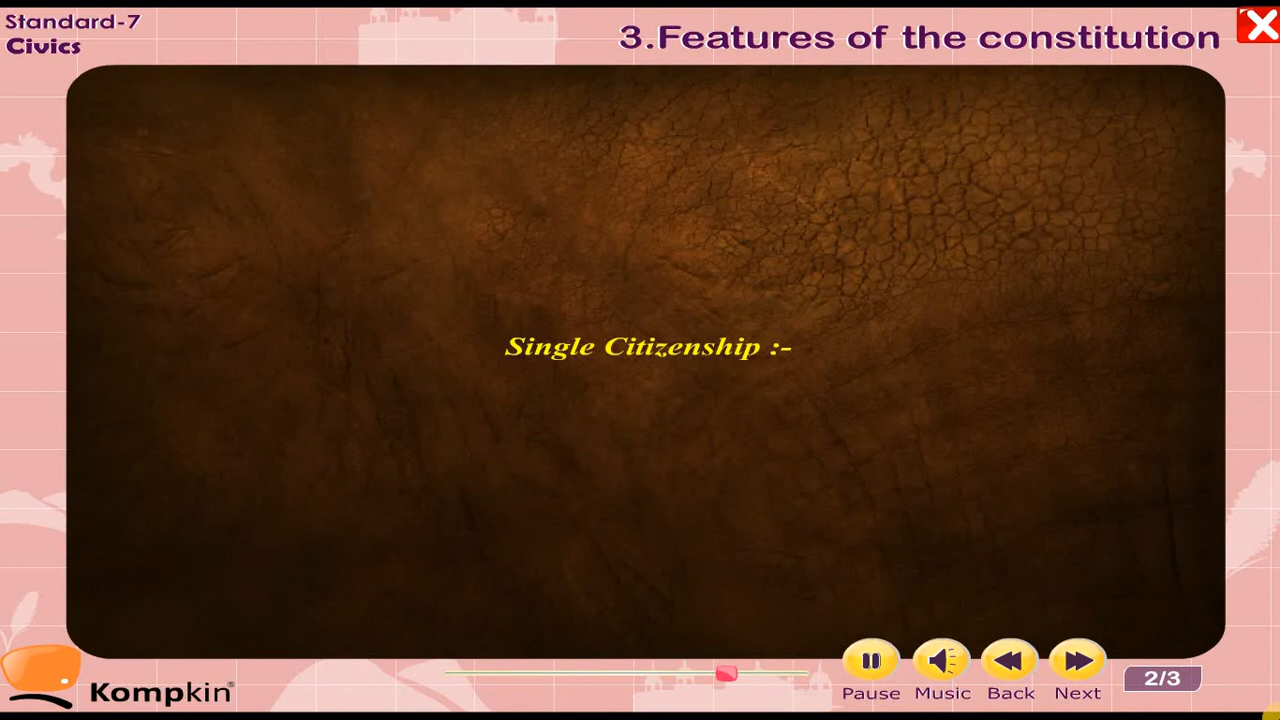 Standard-7
Civics
3.Features of the constitution
Single Citizenship :-
Kompkin®
Pause Music Back Next
2/3